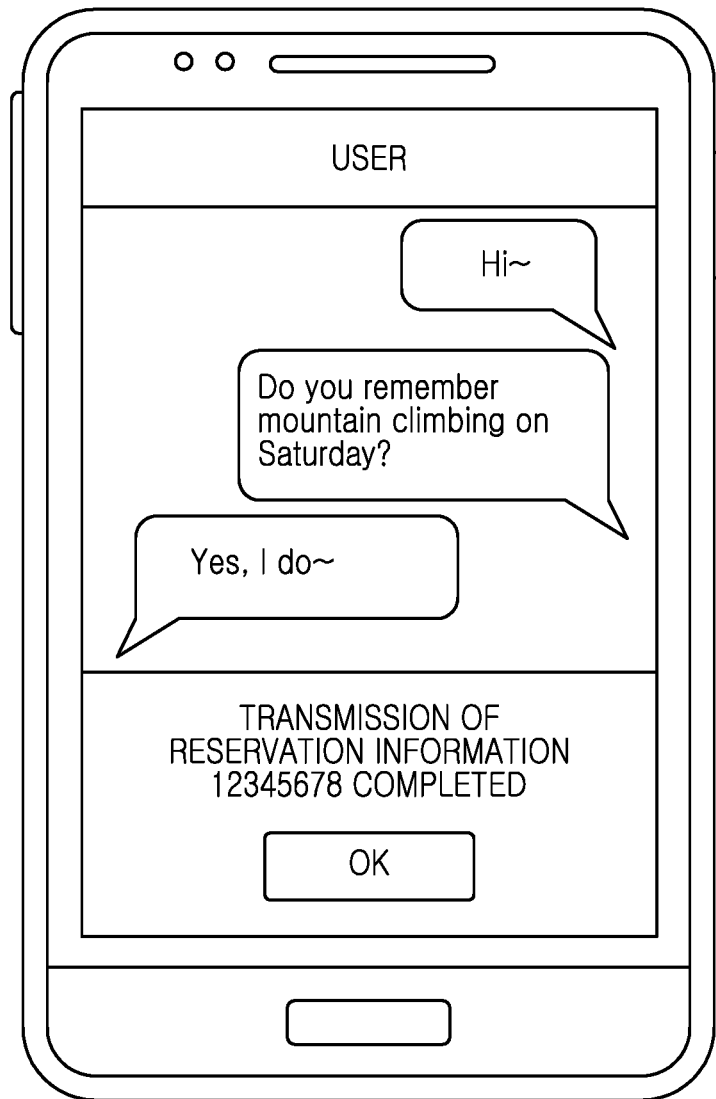 USER
Hi~
Do you remember
mountain climbing on
Saturday?
Yes, I do~
TRANSMISSION OF
RESERVATION INFORMATION
12345678 COMPLETED
OK